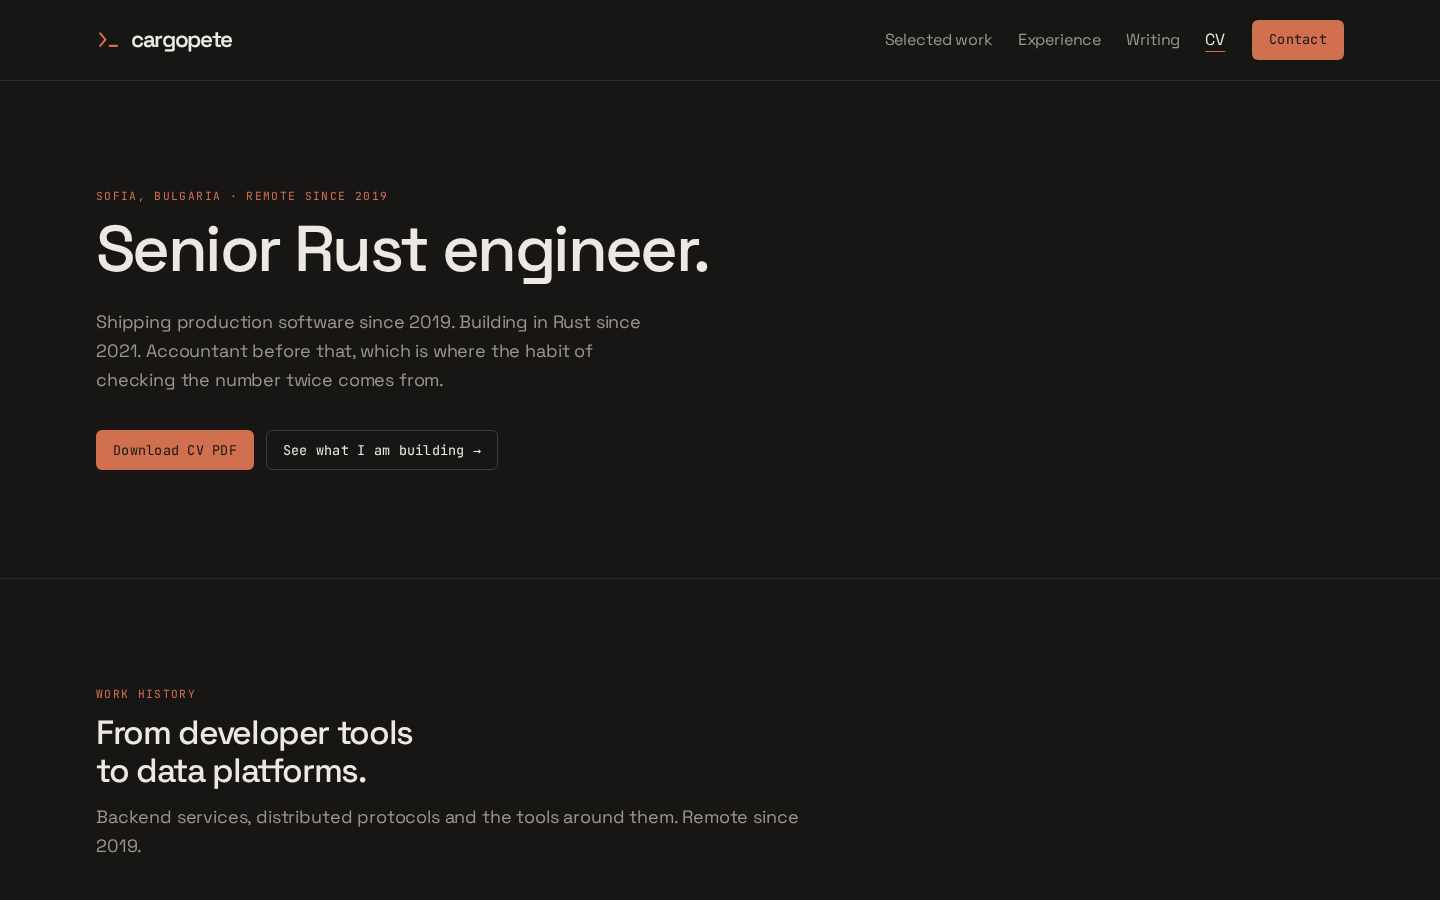 cargopete
Selected work
Experience
Writing
CV
Contact
SOFIA, BULGARIA · REMOTE SINCE 2019
Senior Rust engineer.
Shipping production software since 2019. Building in Rust since
2021. Accountant before that, which is where the habit of
checking the number twice comes from.
Download CV PDF
See what I am building →
WORK HISTORY
From developer tools
to data platforms.
Backend services, distributed protocols and the tools around them. Remote since
2019.